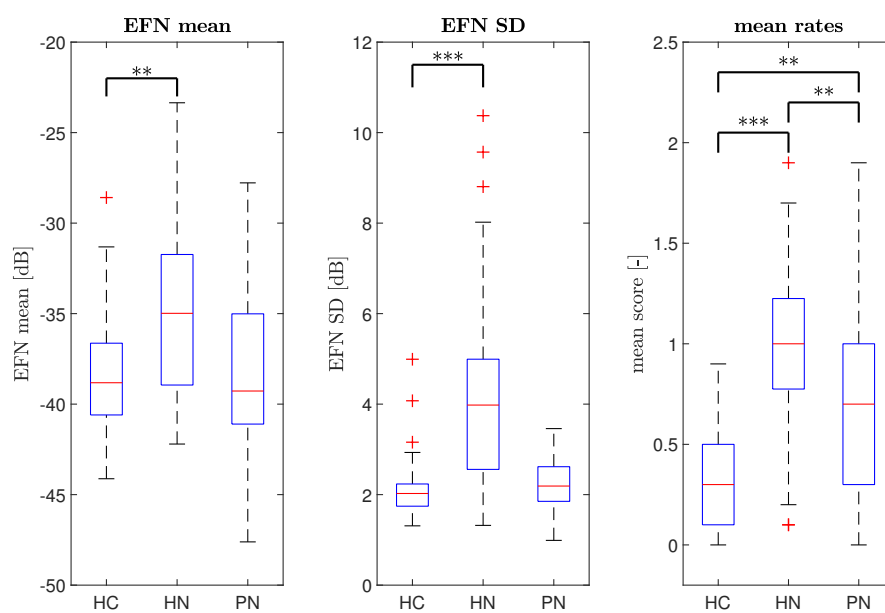 EFN mean
EFN mean [dB]
-20
-25
-30
-35
-40
-45
-50
**
HC HN PN
EFN SD
EFN SD [dB]
12
10
8
6
4
2
0
***
HC HN PN
mean rates
mean score [-]
2.5
2
1.5
1
0.5
0
**
**
***
HC HN PN